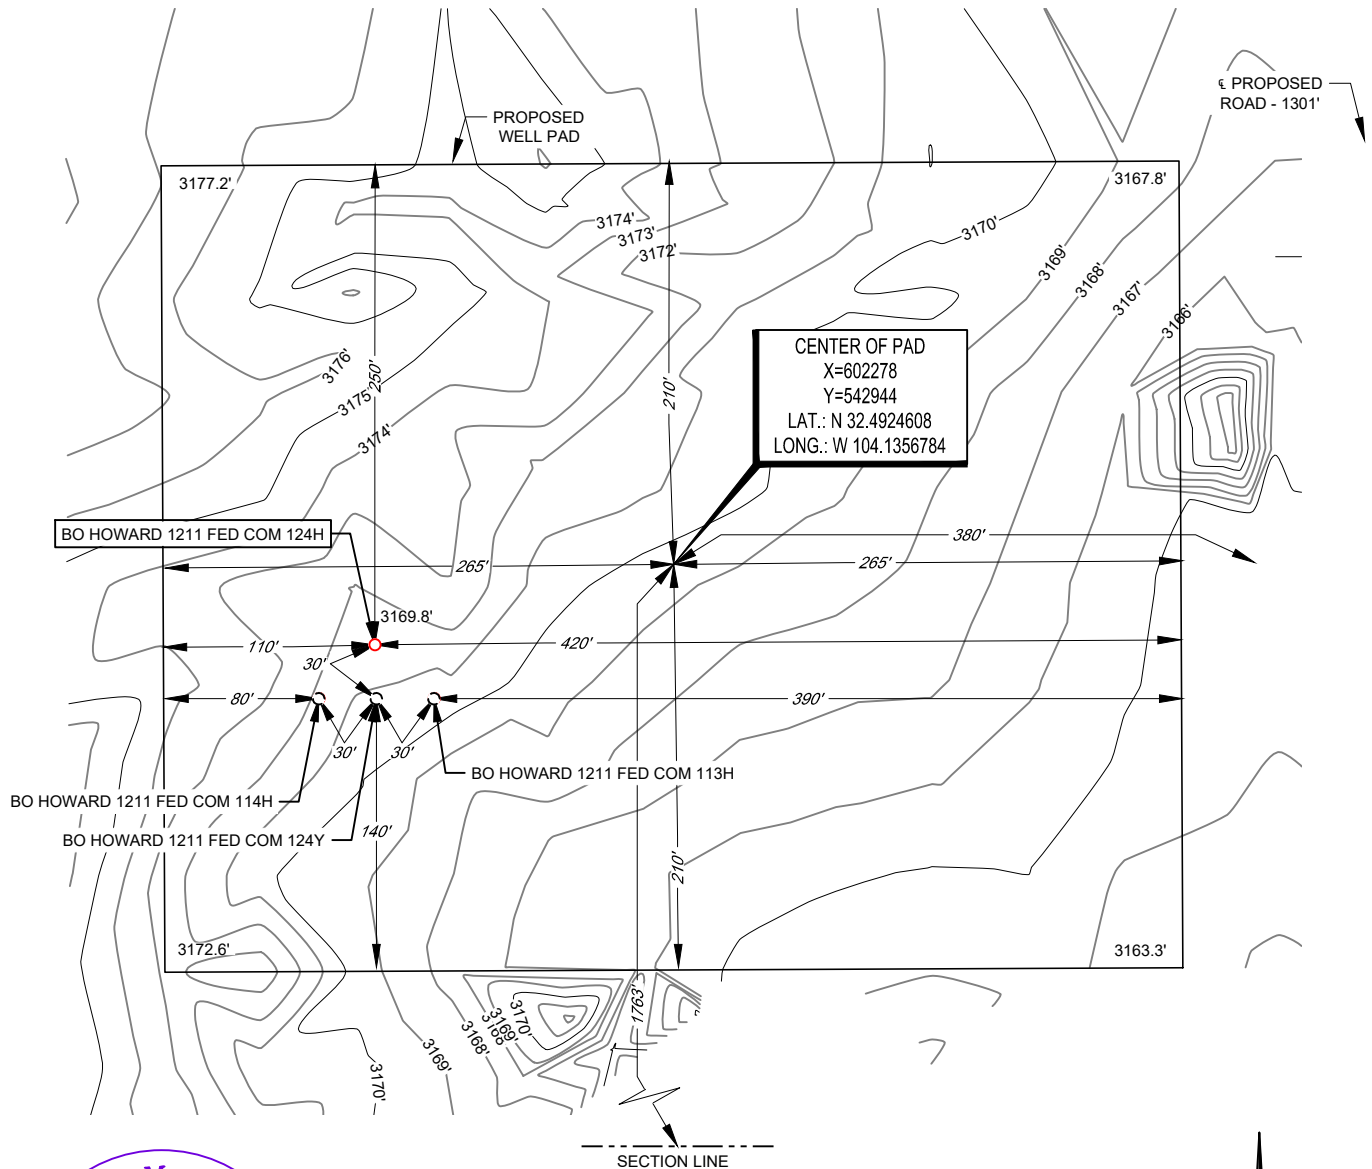 ℄ PROPOSED
ROAD - 1301'
PROPOSED
WELL PAD
3177.2'
3167.8'
3174'
3173'
3172'
3170'
3169'
3168'
3167'
3166'
CENTER OF PAD
X=602278
Y=542944
LAT.: N 32.4924608
LONG.: W 104.1356784
3176'
3175'
250'
210'
3174'
BO HOWARD 1211 FED COM 124H
380'
265'
265'
3169.8'
110'
420'
30'
80'
390'
30'
30'
BO HOWARD 1211 FED COM 113H
BO HOWARD 1211 FED COM 114H
BO HOWARD 1211 FED COM 124Y
140'
210'
3172.6'
3163.3'
1763'
3170'
3169'
3168'
3168'
3169'
3170'
SECTION LINE